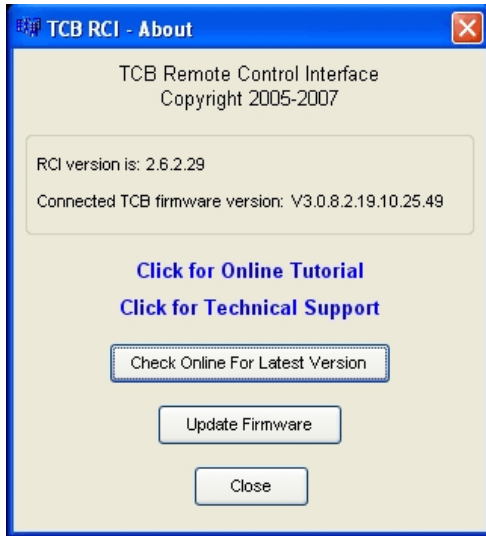 TCB RCI - About
TCB Remote Control Interface
Copyright 2005-2007
RCI version is: 2.6.2.29
Connected TCB firmware version: V3.0.8.2.19.10.25.49
Click for Online Tutorial
Click for Technical Support
Check Online For Latest Version
Update Firmware
Close